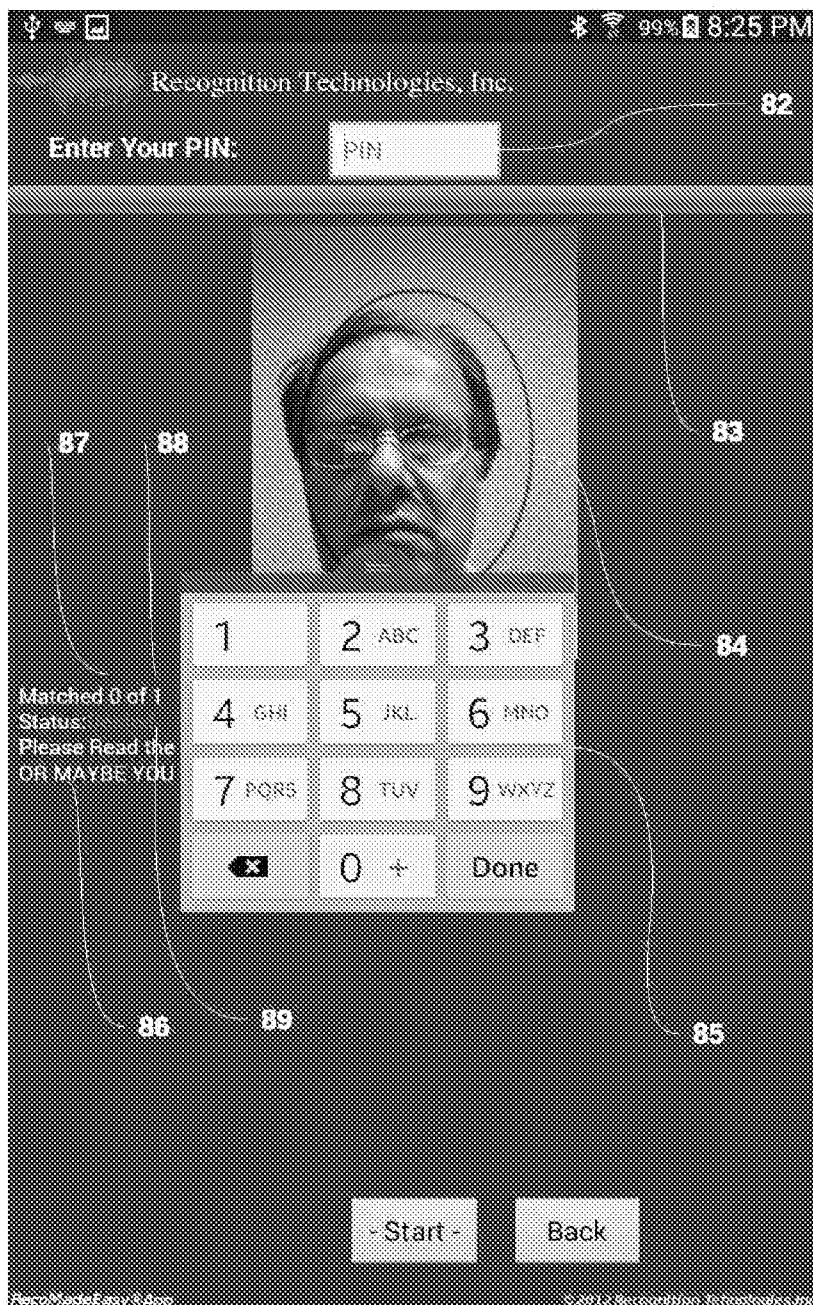 99% 8:25 PM
Recognition Technologies, Inc.
82
Enter Your PIN:
PIN
87
88
83
84
1
2 ABC
3 DEF
Matched 0 of 1
Status:
Please Read the
OR MAYBE YOU
4 GHI
5 JKL
6 MNO
7 PQRS
8 TUV
9 WXYZ
0 +
Done
86
89
85
- Start -
Back
RecoMadeEasy® App
© 2012 Recognition Technologies, Inc.